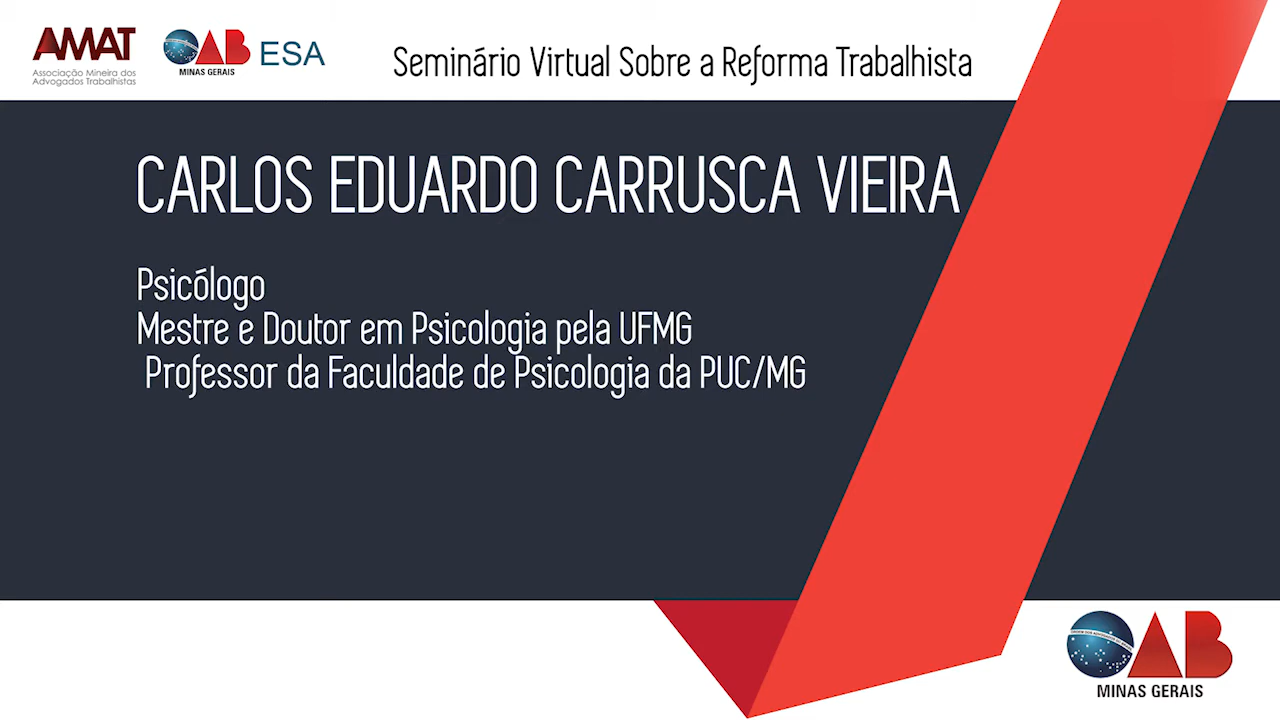 AMAT
Associação Mineira dos
Advogados Trabalhistas
OAB ESA
MINAS GERAIS
Seminário Virtual Sobre a Reforma Trabalhista
CARLOS EDUARDO CARRUSCA VIEIRA
Psicólogo
Mestre e Doutor em Psicologia pela UFMG
Professor da Faculdade de Psicologia da PUC/MG
OAB
MINAS GERAIS